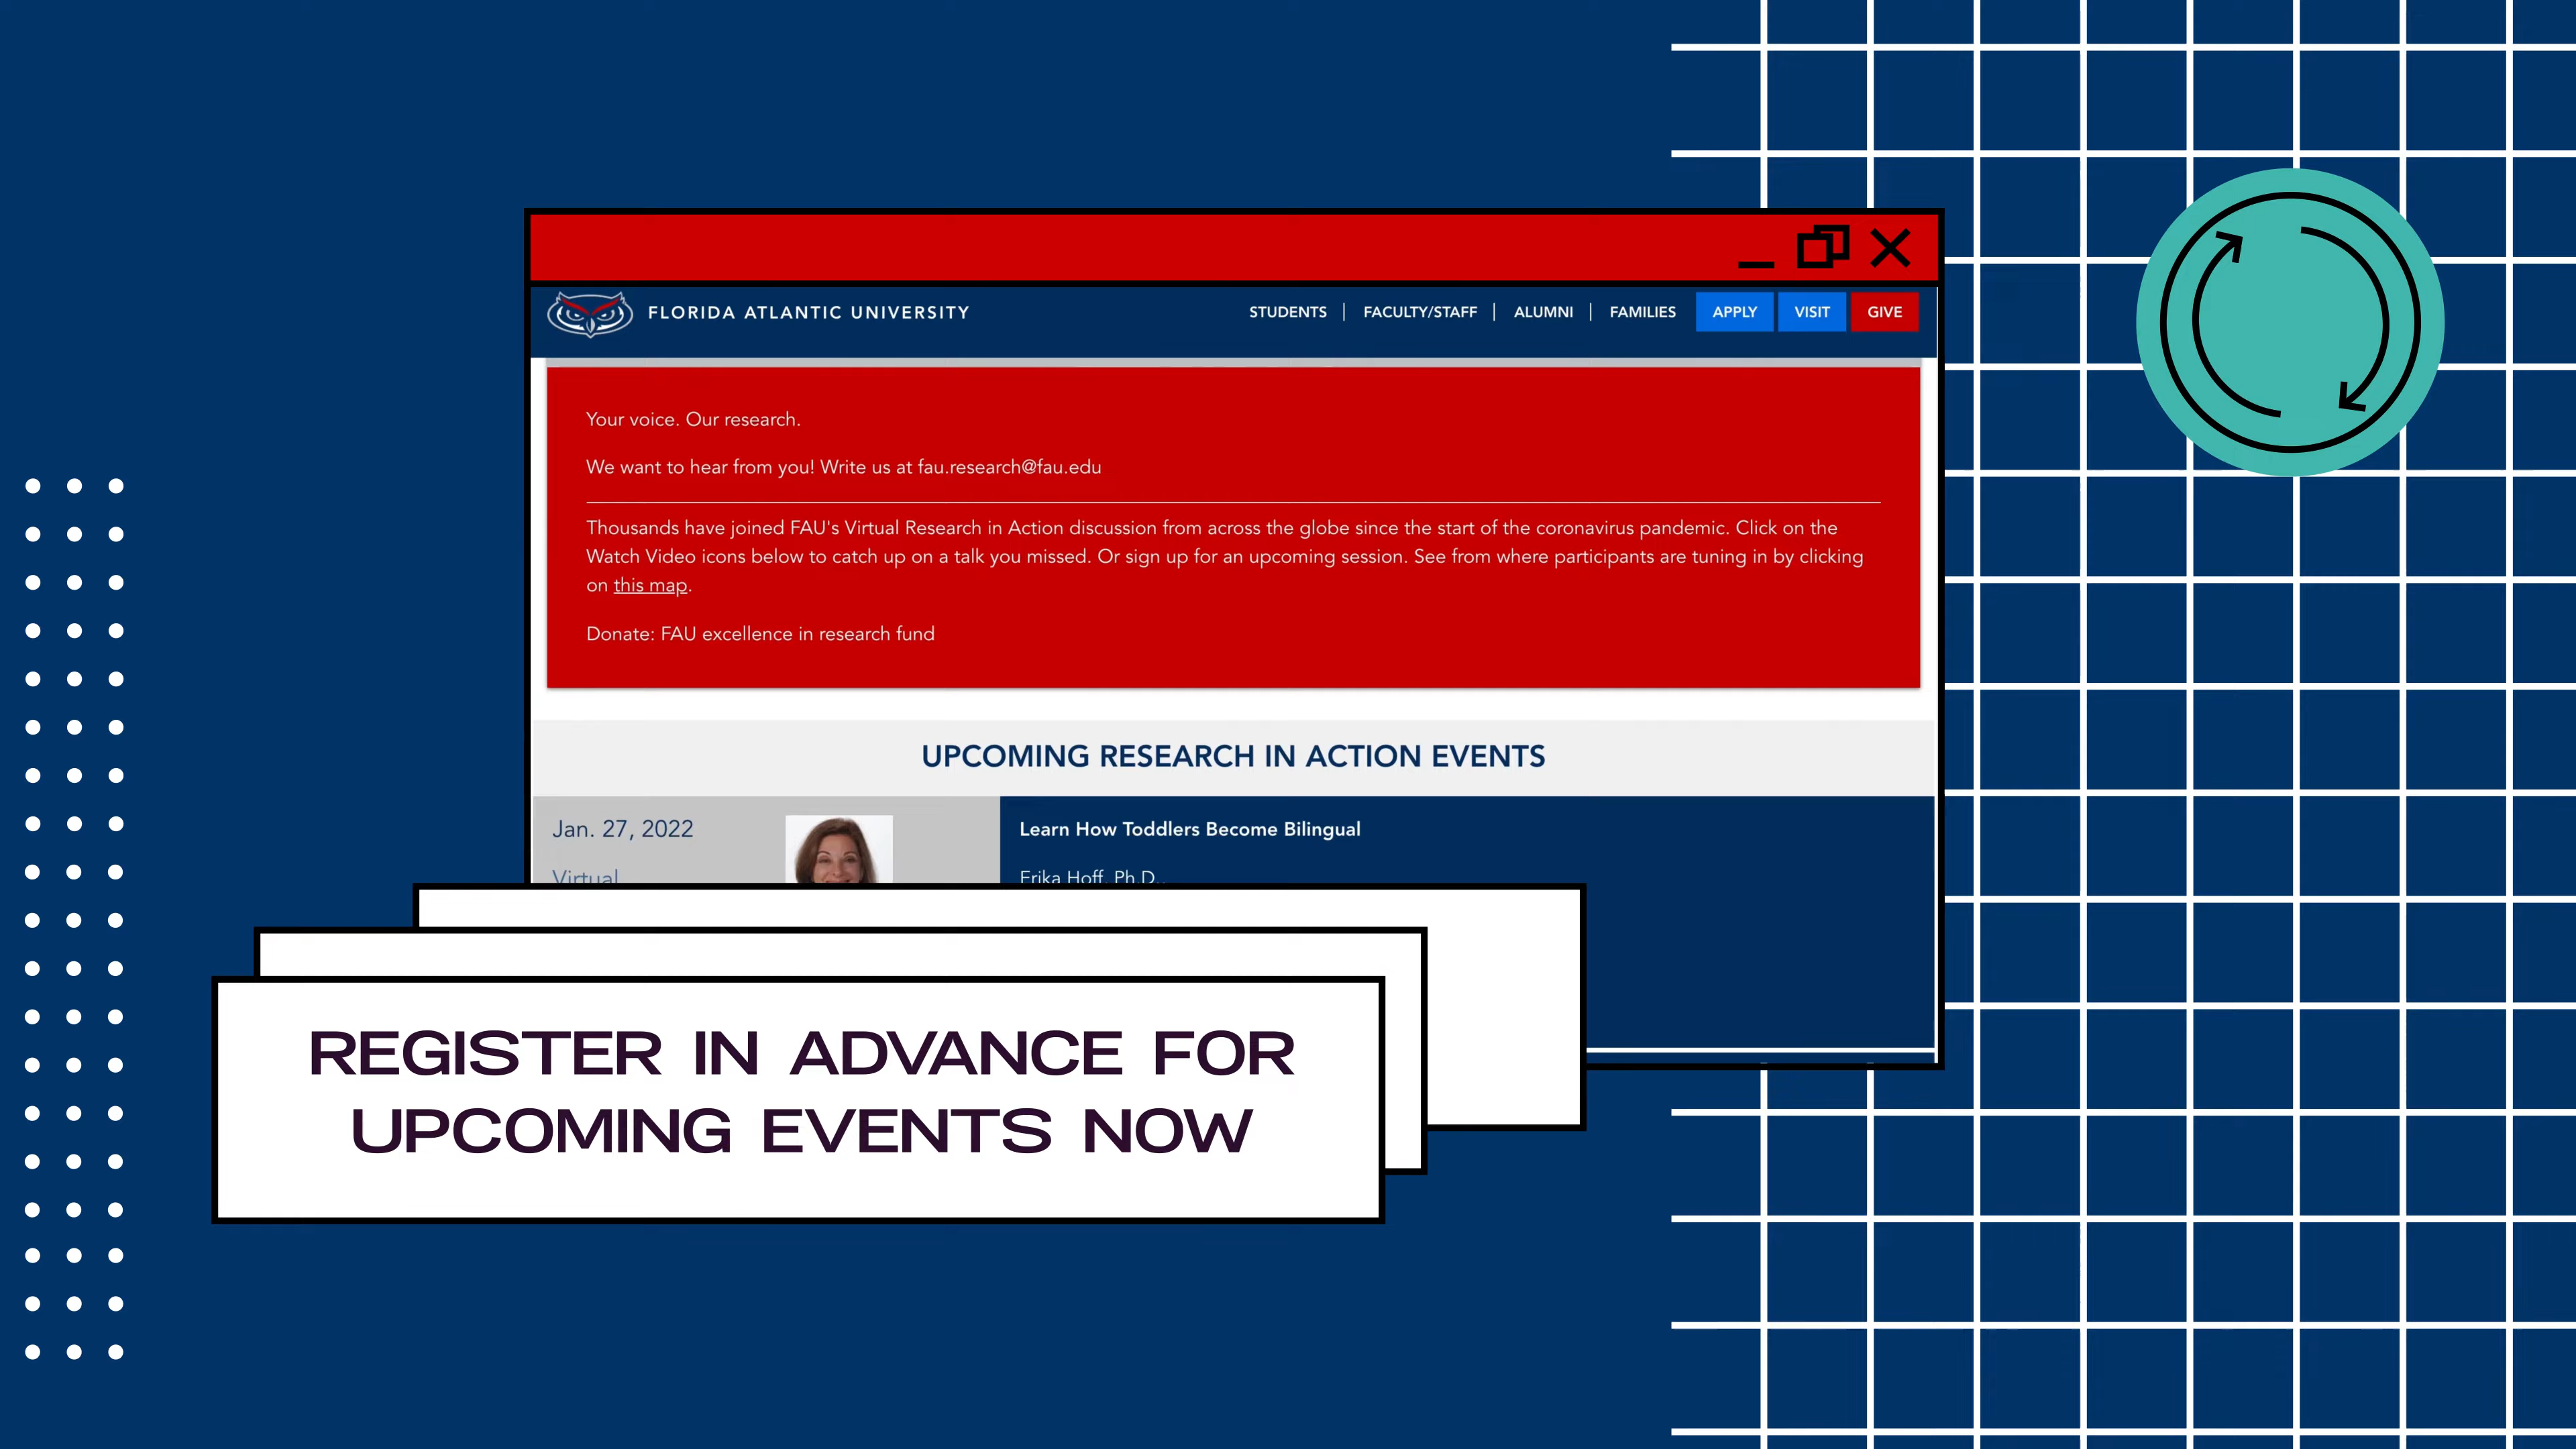 FLORIDA ATLANTIC UNIVERSITY
STUDENTS | FACULTY/STAFF | ALUMNI | FAMILIES APPLY VISIT GIVE
Your voice. Our research.
We want to hear from you! Write us at fau.research@fau.edu
Thousands have joined FAU's Virtual Research in Action discussion from across the globe since the start of the coronavirus pandemic. Click on the
Watch Video icons below to catch up on a talk you missed. Or sign up for an upcoming session. See from where participants are tuning in by clicking
on this map.
Donate: FAU excellence in research fund
UPCOMING RESEARCH IN ACTION EVENTS
Jan. 27, 2022
Virtual
Learn How Toddlers Become Bilingual
Erika Hoff, Ph.D.,
REGISTER IN ADVANCE FOR
UPCOMING EVENTS NOW